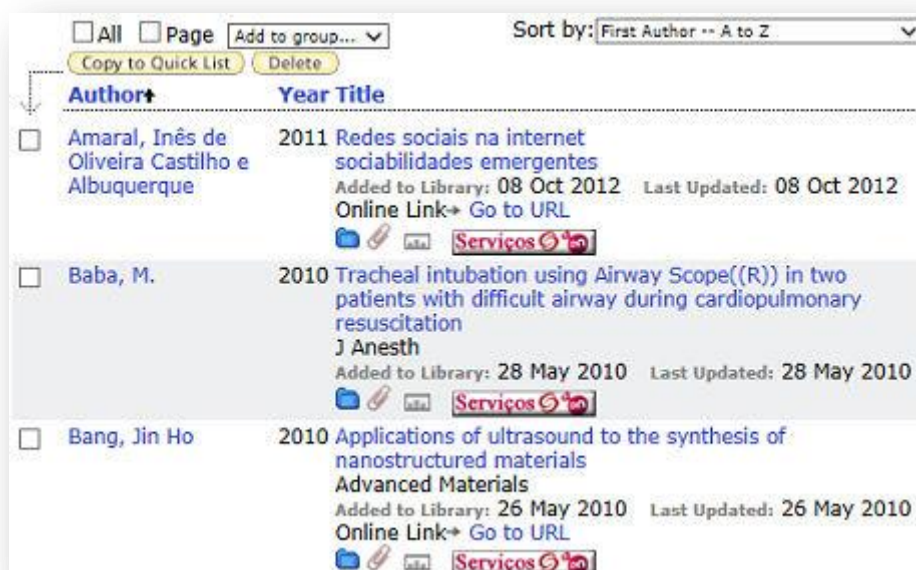 All Page Add to group... Sort by: First Author -- A to Z
Copy to Quick List Delete
Author Year Title
Amaral, Inês de 2011 Redes sociais na internet
Oliveira Castilho e sociabilidades emergentes
Albuquerque Added to Library: 08 Oct 2012 Last Updated: 08 Oct 2012
Online Link→ Go to URL
Serviços
Baba, M. 2010 Tracheal intubation using Airway Scope((R)) in two
patients with difficult airway during cardiopulmonary
resuscitation
J Anesth
Added to Library: 28 May 2010 Last Updated: 28 May 2010
Serviços
Bang, Jin Ho 2010 Applications of ultrasound to the synthesis of
nanostructured materials
Advanced Materials
Added to Library: 26 May 2010 Last Updated: 26 May 2010
Online Link→ Go to URL
Serviços